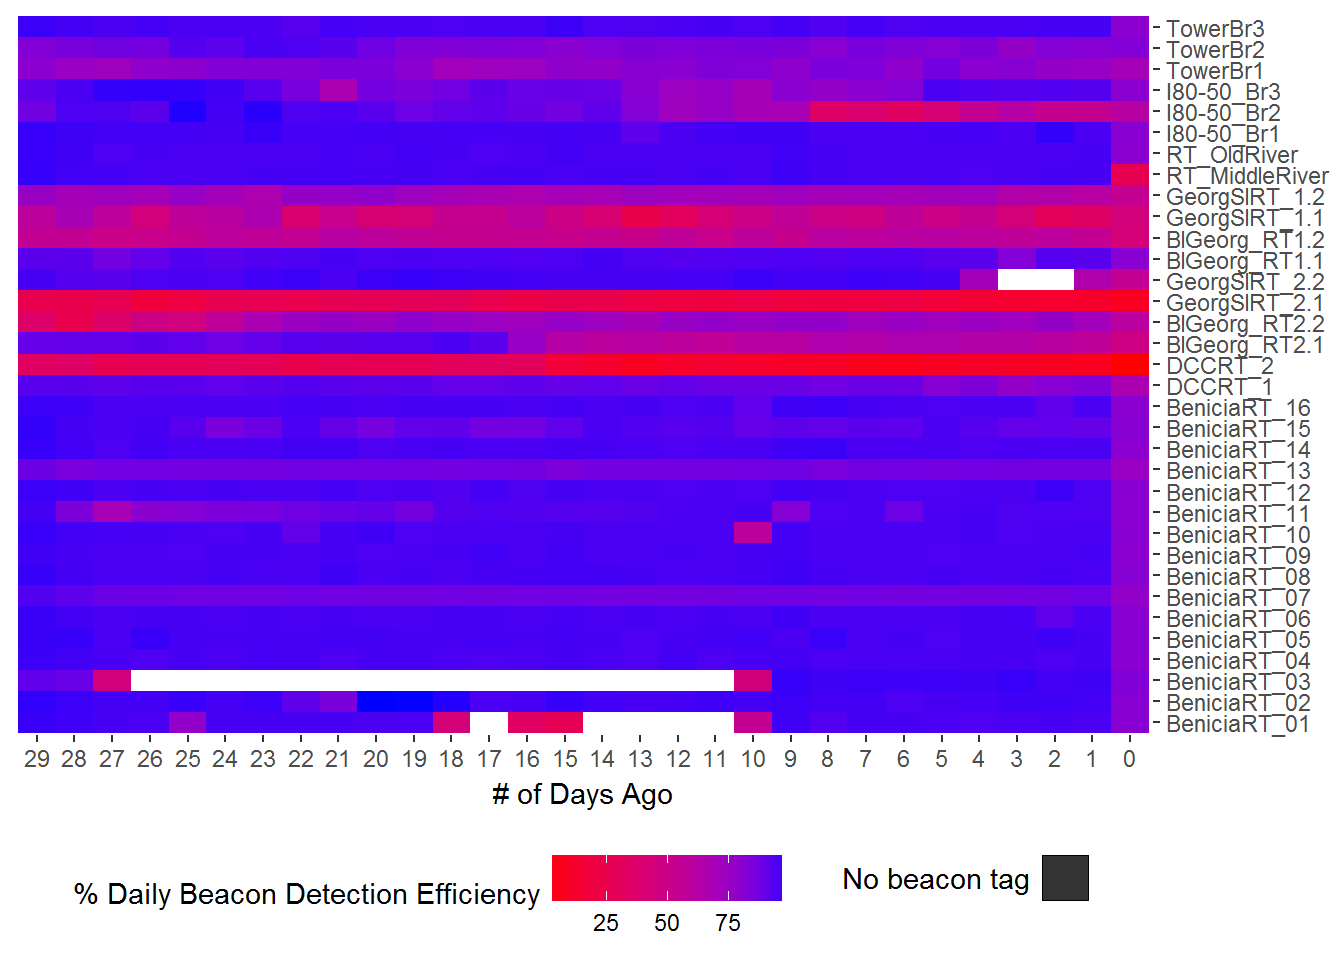 TowerBr3
TowerBr2
TowerBr1
I80-50_Br3
I80-50_Br2
I80-50_Br1
RT_OldRiver
RT_MiddleRiver
GeorgSlRT_1.2
GeorgSlRT_1.1
BlGeorg_RT1.2
BlGeorg_RT1.1
GeorgSlRT_2.2
GeorgSlRT_2.1
BlGeorg_RT2.2
BlGeorg_RT2.1
DCCRT_2
DCCRT_1
BeniciaRT_16
BeniciaRT_15
BeniciaRT_14
BeniciaRT_13
BeniciaRT_12
BeniciaRT_11
BeniciaRT_10
BeniciaRT_09
BeniciaRT_08
BeniciaRT_07
BeniciaRT_06
BeniciaRT_05
BeniciaRT_04
BeniciaRT_03
BeniciaRT_02
BeniciaRT_01
29 28 27 26 25 24 23 22 21 20 19 18 17 16 15 14 13 12 11 10 9 8 7 6 5 4 3 2 1 0
# of Days Ago
% Daily Beacon Detection Efficiency
25 50 75
No beacon tag